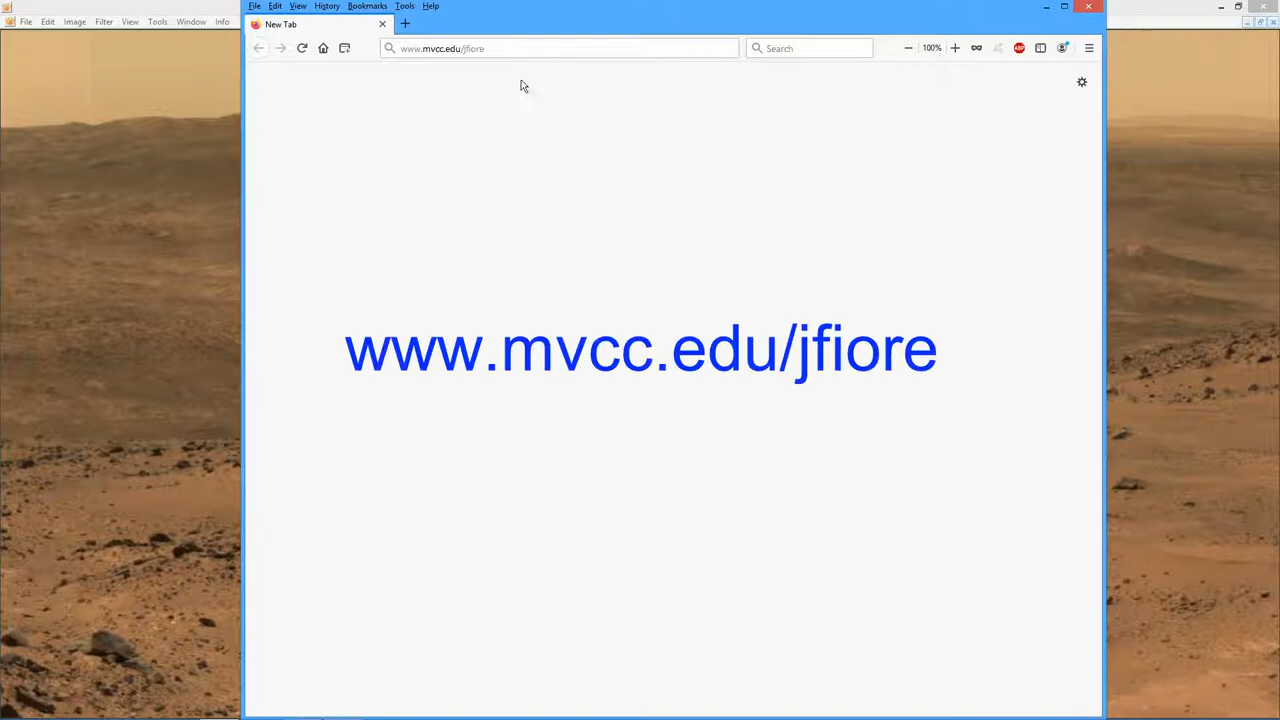 File Edit View History Bookmarks Tools Help
File Edit Image Filter View Tools Window Info
New Tab
www.mvcc.edu/jfiore
Search
100%
ABP
www.mvcc.edu/jfiore